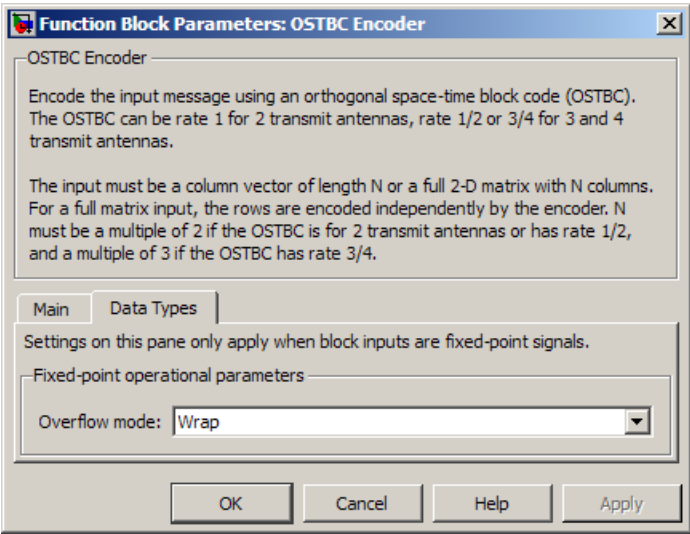 Function Block Parameters: OSTBC Encoder
OSTBC Encoder
Encode the input message using an orthogonal space-time block code (OSTBC).
The OSTBC can be rate 1 for 2 transmit antennas, rate 1/2 or 3/4 for 3 and 4
transmit antennas.
The input must be a column vector of length N or a full 2-D matrix with N columns.
For a full matrix input, the rows are encoded independently by the encoder. N
must be a multiple of 2 if the OSTBC is for 2 transmit antennas or has rate 1/2,
and a multiple of 3 if the OSTBC has rate 3/4.
Main Data Types
Settings on this pane only apply when block inputs are fixed-point signals.
Fixed-point operational parameters
Overflow mode: Wrap
OK Cancel Help Apply